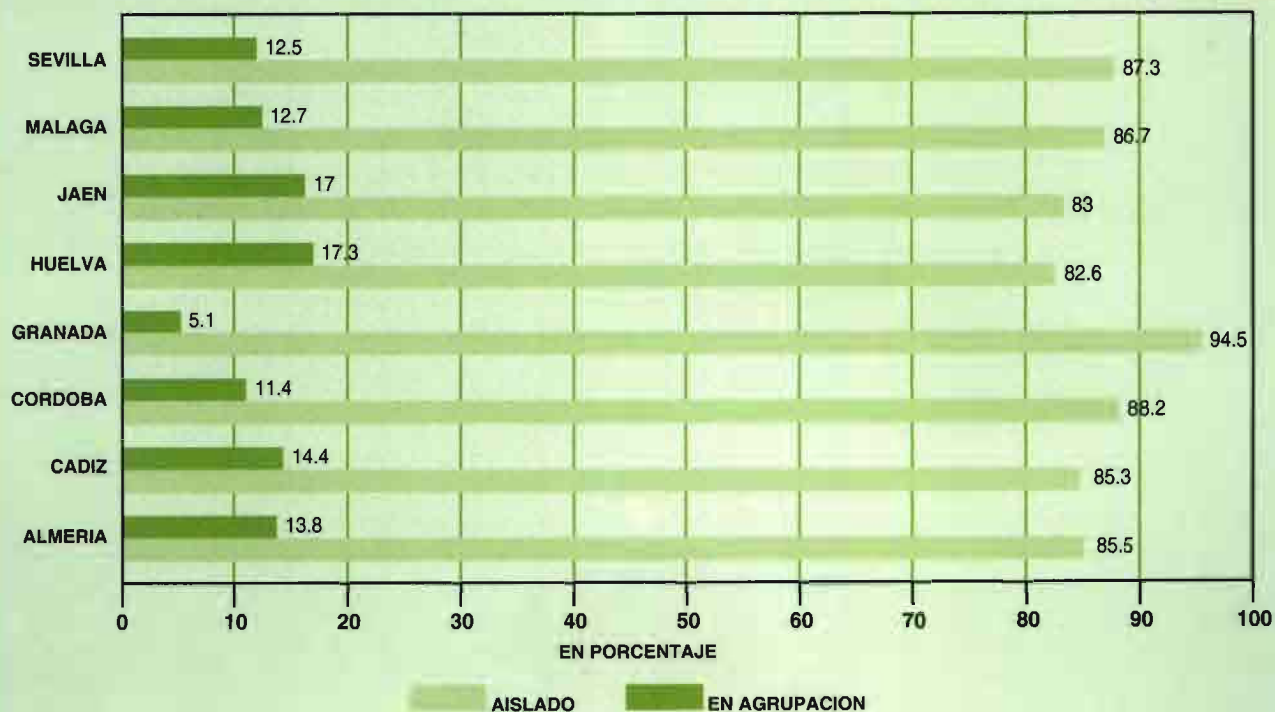 SEVILLA
12.5
87.3
MALAGA
12.7
86.7
JAEN
17
83
HUELVA
17.3
82.6
GRANADA
5.1
94.5
CORDOBA
11.4
88.2
CADIZ
14.4
85.3
ALMERIA
13.8
85.5
0 10 20 30 40 50 60 70 80 90 100
EN PORCENTAJE
AISLADO EN AGRUPACION